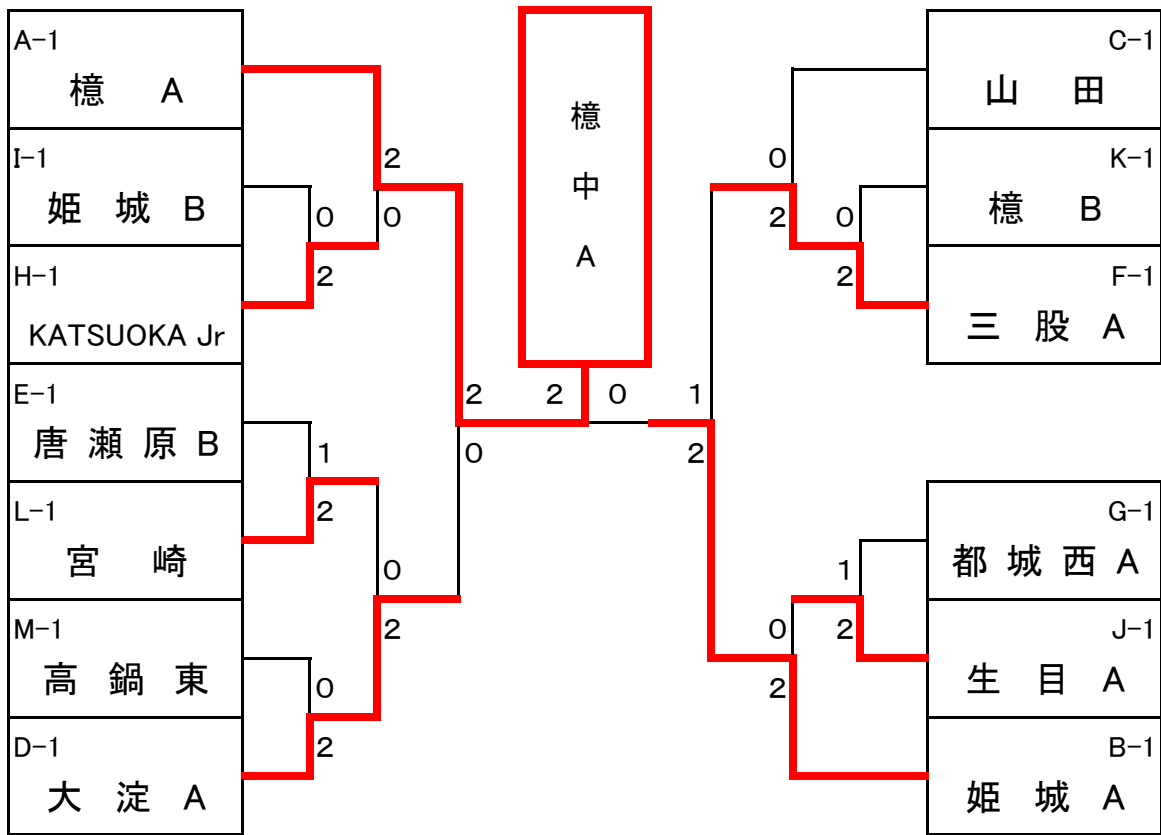 A-1
檍 A
I-1
姫 城 B
H-1
KATSUOKA Jr
E-1
唐 瀬 原 B
L-1
宮 崎
M-1
高 鍋 東
D-1
大 淀 A
0
2
1
2
0
2
2
0
0
2
2
0
檍
中
A
2 0
1
2
0
2
0
2
0
2
1
2
C-1
山 田
K-1
檍 B
F-1
三 股 A
G-1
都 城 西 A
J-1
生 目 A
B-1
姫 城 A